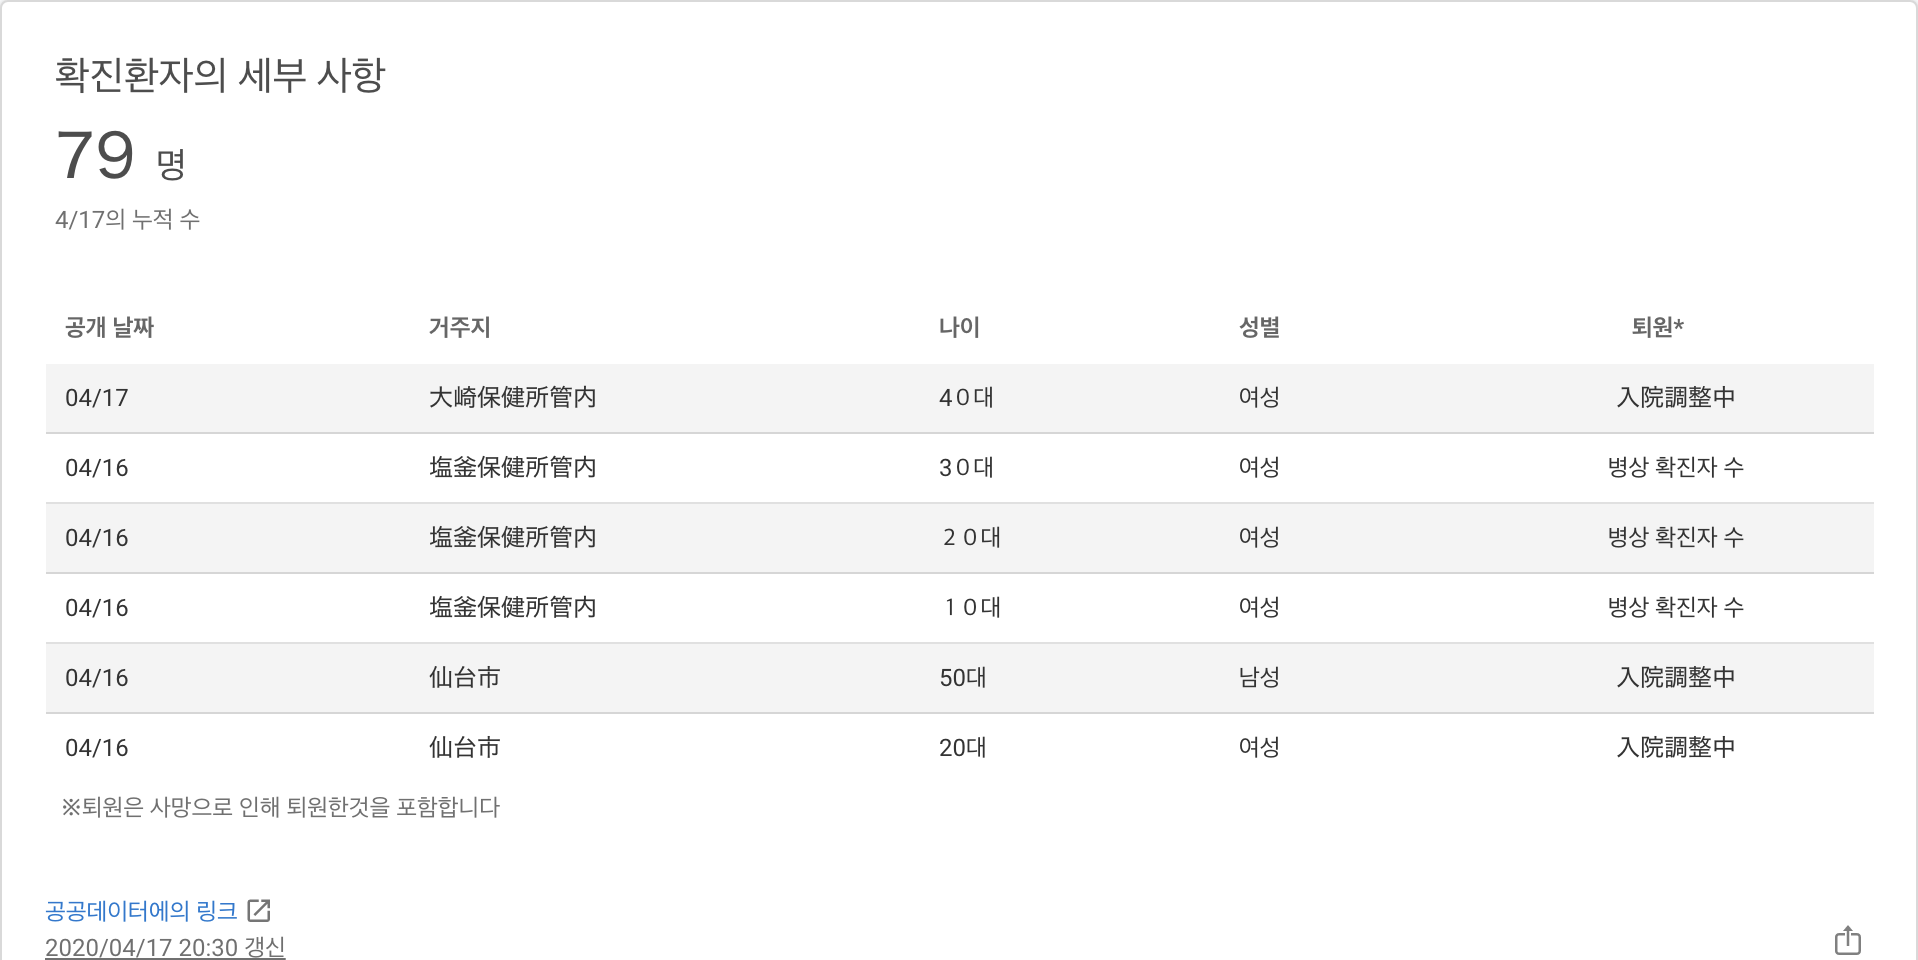 확진환자의 세부 사항
79 명
4/17의 누적 수
공개 날짜 거주지 나이 성별 퇴원*
04/17 大崎保健所管内 4０대 여성 入院調整中
04/16 塩釜保健所管内 3０대 여성 병상 확진자 수
04/16 塩釜保健所管内 ２０대 여성 병상 확진자 수
04/16 塩釜保健所管内 １０대 여성 병상 확진자 수
04/16 仙台市 50대 남성 入院調整中
04/16 仙台市 20대 여성 入院調整中
※퇴원은 사망으로 인해 퇴원한것을 포함합니다
공공데이터에의 링크
2020/04/17 20:30 갱신